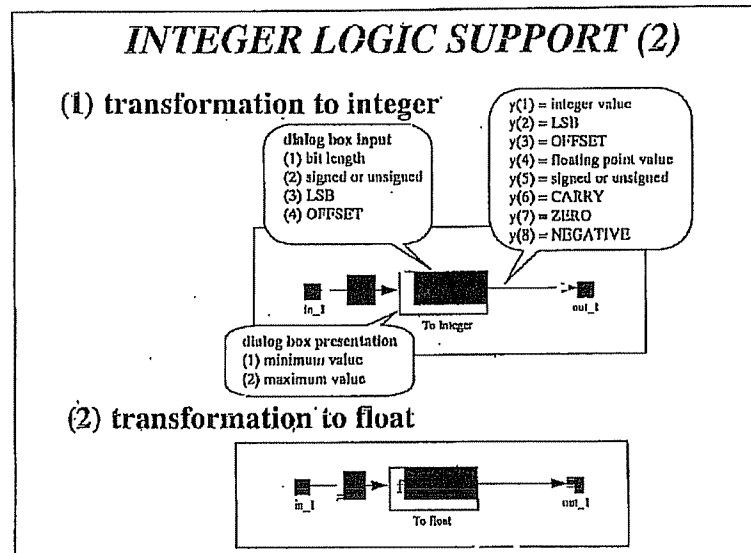 INTEGER LOGIC SUPPORT (2)
(1) transformation to integer
dialog box input
(1) bit length
(2) signed or unsigned
(3) LSB
(4) OFFSET
y(1) = integer value
y(2) = LSB
y(3) = OFFSET
y(4) = floating point value
y(5) = signed or unsigned
y(6) = CARRY
y(7) = ZERO
y(8) = NEGATIVE
in_1
To Integer
out_1
dialog box presentation
(1) minimum value
(2) maximum value
(2) transformation to float
in_1
f
To float
out_1